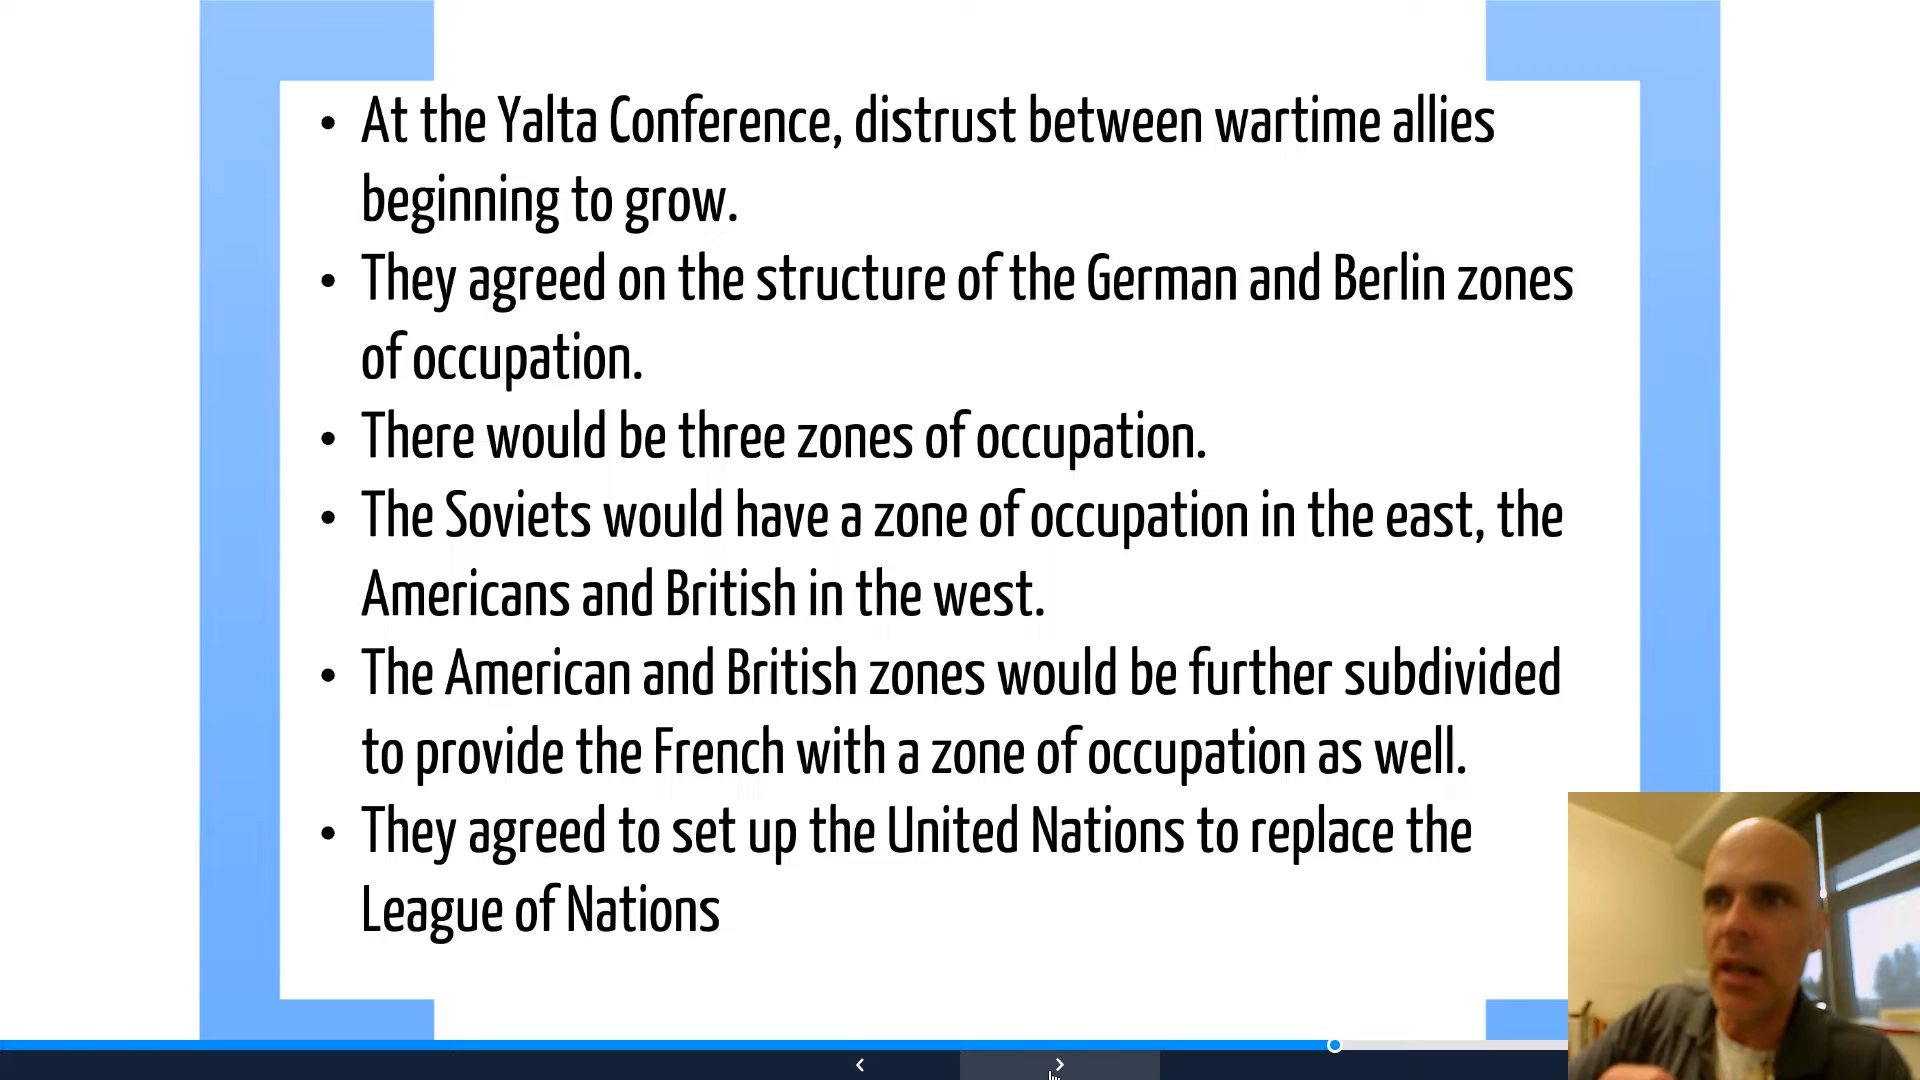 • At the Yalta Conference, distrust between wartime allies
beginning to grow.
• They agreed on the structure of the German and Berlin zones
of occupation.
• There would be three zones of occupation.
• The Soviets would have a zone of occupation in the east, the
Americans and British in the west.
• The American and British zones would be further subdivided
to provide the French with a zone of occupation as well.
• They agreed to set up the United Nations to replace the
League of Nations